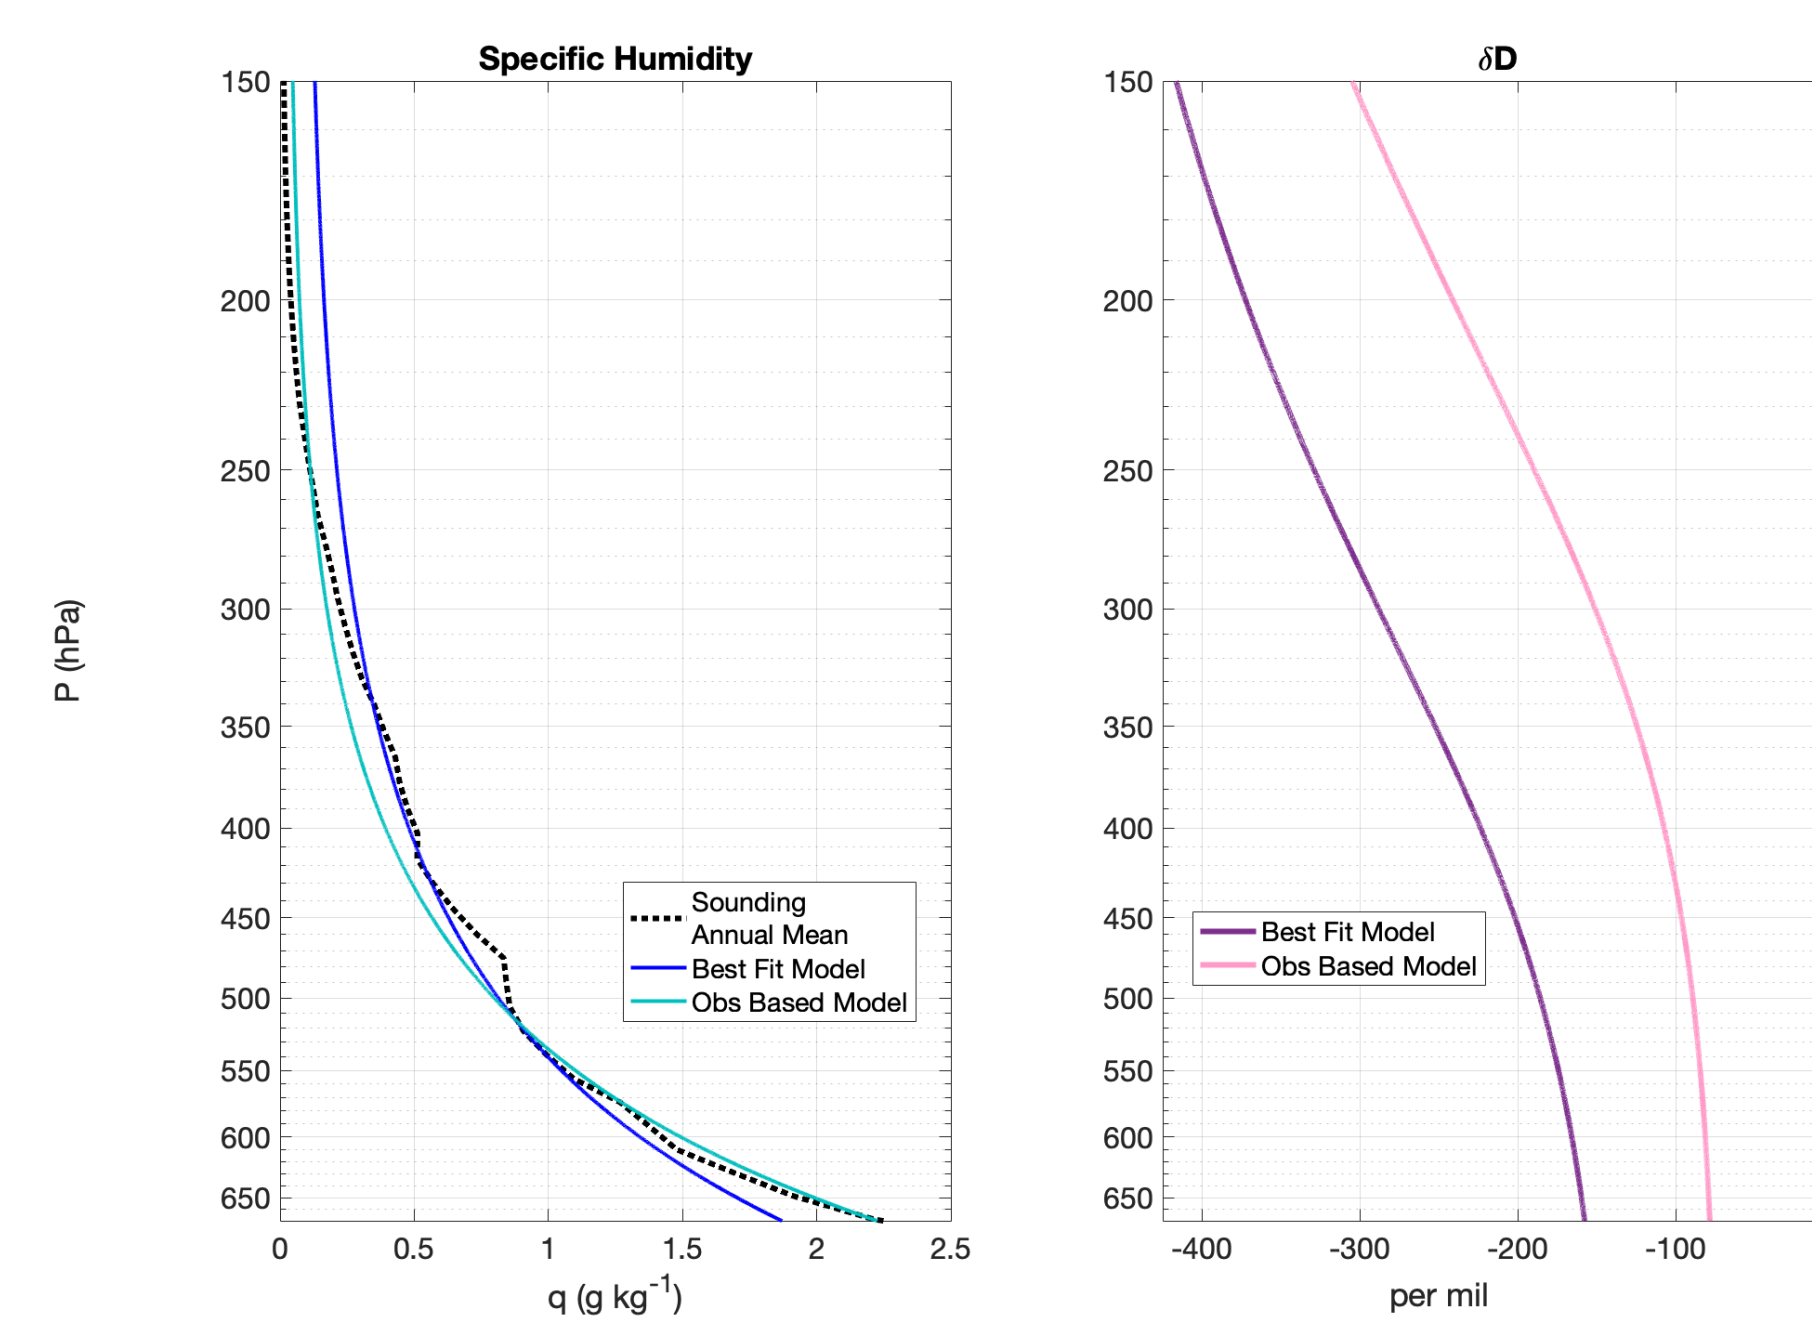 Specific Humidity
150
200
250
300
350
400
450
500
550
600
650
P (hPa)
0 0.5 1 1.5 2 2.5
q (g kg⁻¹)
Sounding
Annual Mean
Best Fit Model
Obs Based Model
δD
150
200
250
300
350
400
450
500
550
600
650
-400 -300 -200 -100
per mil
Best Fit Model
Obs Based Model